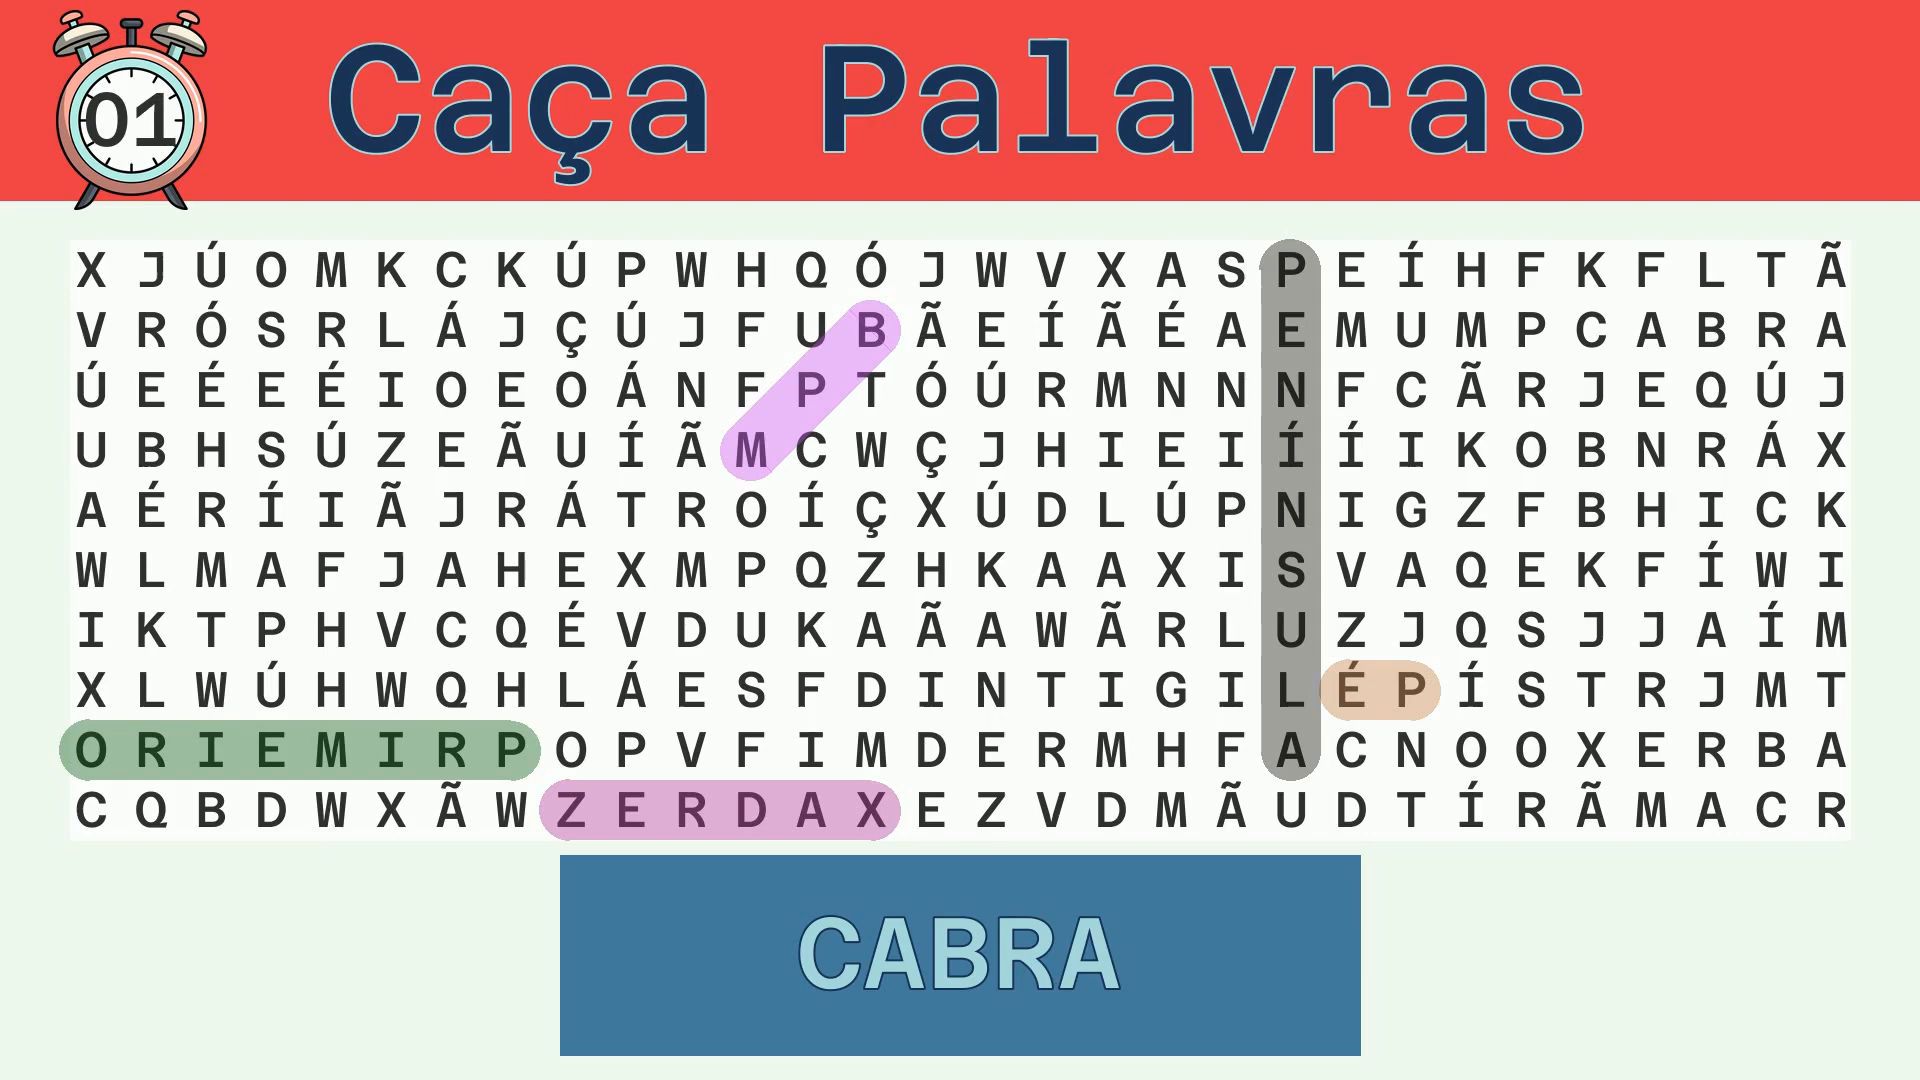 01
Caça Palavras
X J Ú O M K C K Ú P W H Q Ó J W V X A S P E Í H F K F L T Ã
V R Ó S R L Á J Ç Ú J F U B Ã E Í Ã É A E M U M P C A B R A
Ú E É E É I O E O Á N F P T Ó Ú R M N N N F C Ã R J E Q Ú J
U B H S Ú Z E Ã U Í Ã M C W Ç J H I E I Í Í I K O B N R Á X
A É R Í I Ã J R Á T R O Í Ç X Ú D L Ú P N I G Z F B H I C K
W L M A F J A H E X M P Q Z H K A A X I S V A Q E K F Í W I
I K T P H V C Q É V D U K A Ã A W Ã R L U Z J Q S J J A Í M
X L W Ú H W Q H L Á E S F D I N T I G I L É P Í S T R J M T
O R I E M I R P O P V F I M D E R M H F A C N O O X E R B A
C Q B D W X Ã W Z E R D A X E Z V D M Ã U D T Í R Ã M A C R
CABRA